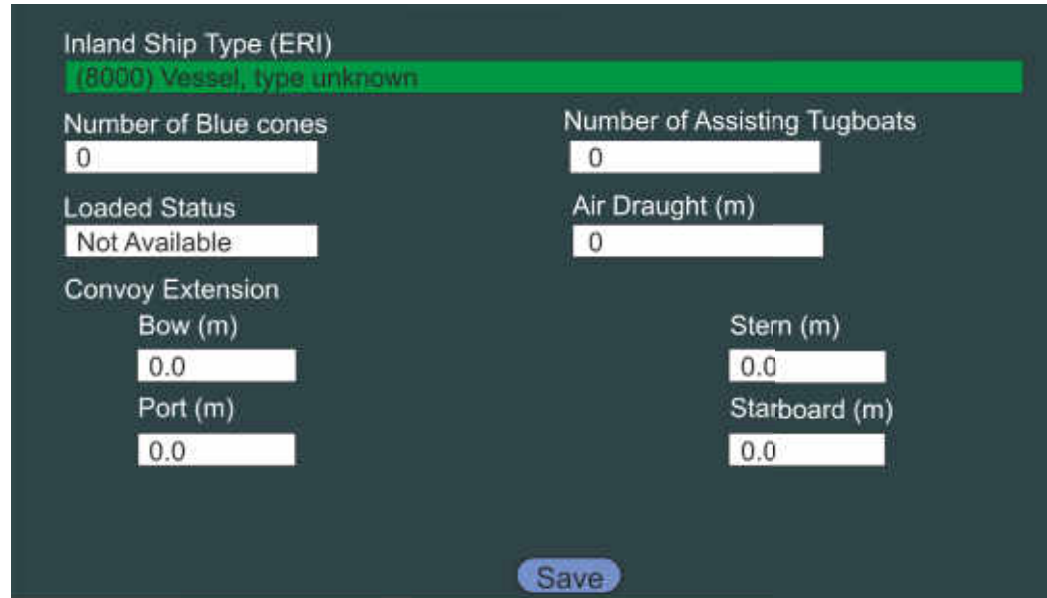 Inland Ship Type (ERI)
(8000) Vessel, type unknown
Number of Blue cones
Number of Assisting Tugboats
0
0
Loaded Status
Air Draught (m)
Not Available
0
Convoy Extension
Bow (m)
Stern (m)
0.0
0.0
Port (m)
Starboard (m)
0.0
0.0
Save